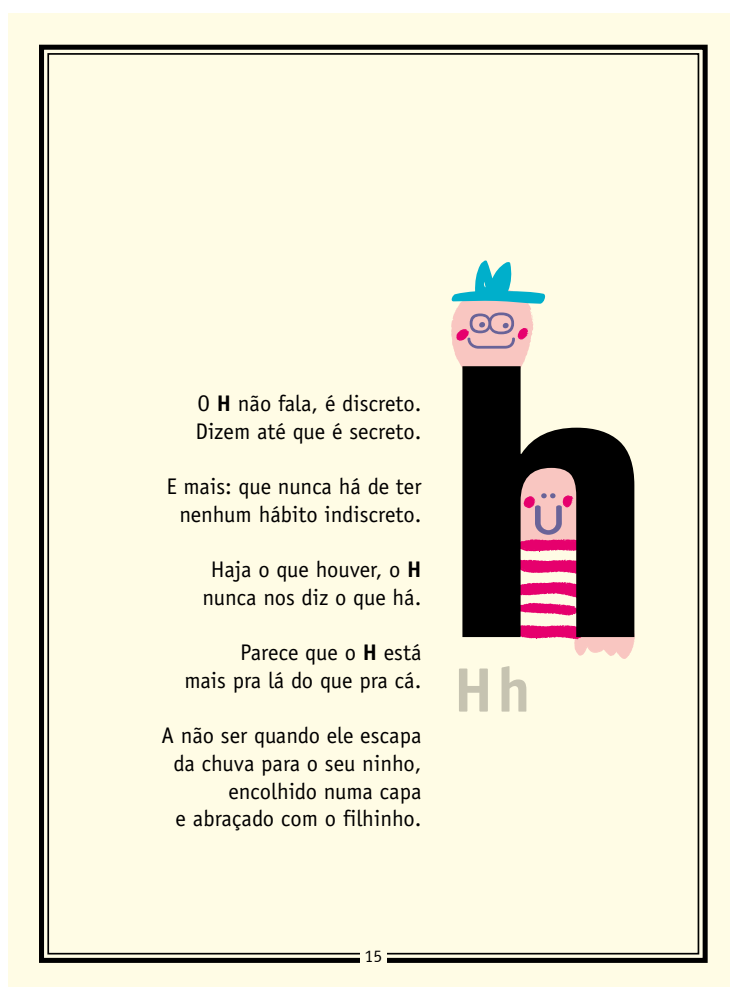 O H não fala, é discreto.
Dizem até que é secreto.
E mais: que nunca há de ter
nenhum hábito indiscreto.
Haja o que houver, o H
nunca nos diz o que há.
Parece que o H está
mais pra lá do que pra cá.
A não ser quando ele escapa
da chuva para o seu ninho,
encolhido numa capa
e abraçado com o filhinho.
h
Hh
15